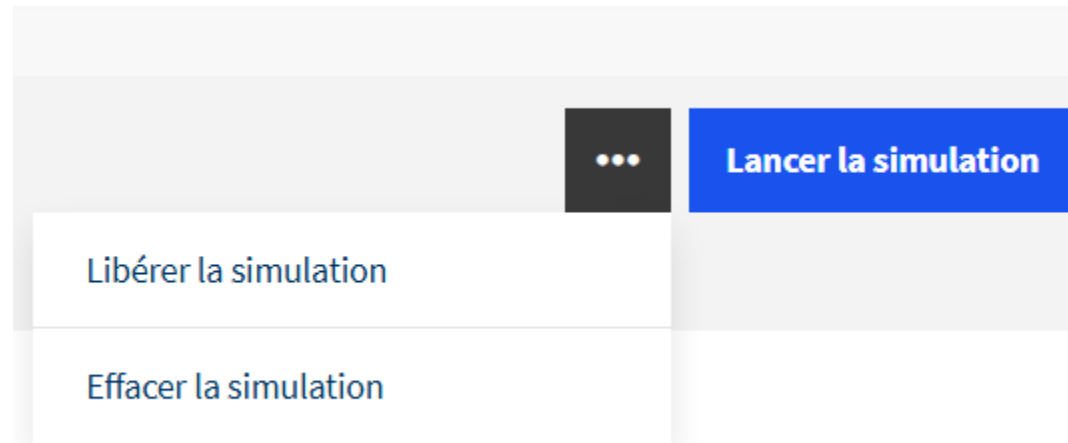 ••• Lancer la simulation
Libérer la simulation
Effacer la simulation